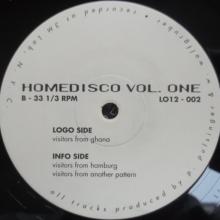 HOMEDISCO VOL. ONE
B - 33 1/3 RPM
LO12 - 002
LOGO SIDE
visitors from ghana
INFO SIDE
visitors from hamburg
visitors from another pattern
all tracks produced by